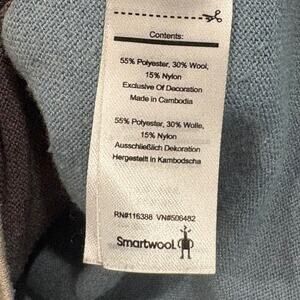 Contents:
55% Polyester, 30% Wool,
15% Nylon
Exclusive Of Decoration
Made in Cambodia
55% Polyester, 30% Wolle,
15% Nylon
Ausschließlich Dekoration
Hergestellt in Kambodscha
RN#116388 VN#506482
Smartwool